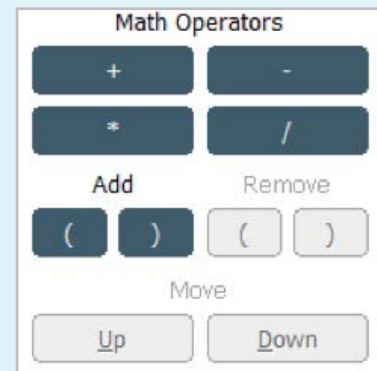 Math Operators
+ -
* /
Add Remove
( ) ( )
Move
Up Down